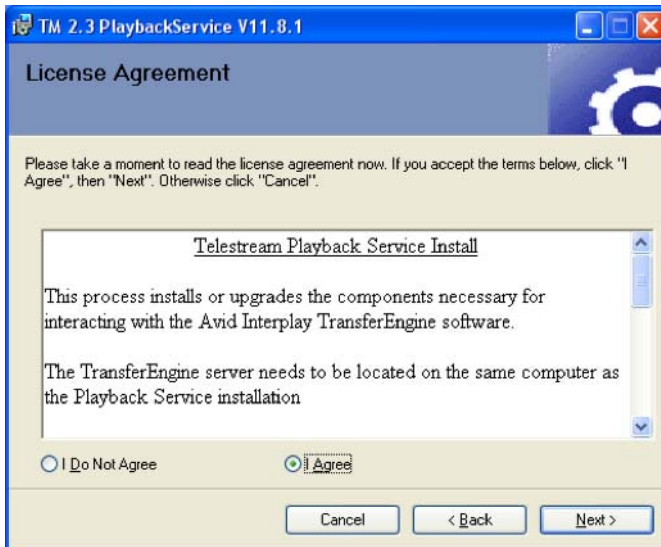 TM 2.3 PlaybackService V11.8.1
License Agreement
Please take a moment to read the license agreement now. If you accept the terms below, click "I
Agree", then "Next". Otherwise click "Cancel".
Telestream Playback Service Install
This process installs or upgrades the components necessary for
interacting with the Avid Interplay TransferEngine software.
The TransferEngine server needs to be located on the same computer as
the Playback Service installation
I Do Not Agree
I Agree
Cancel
< Back
Next >